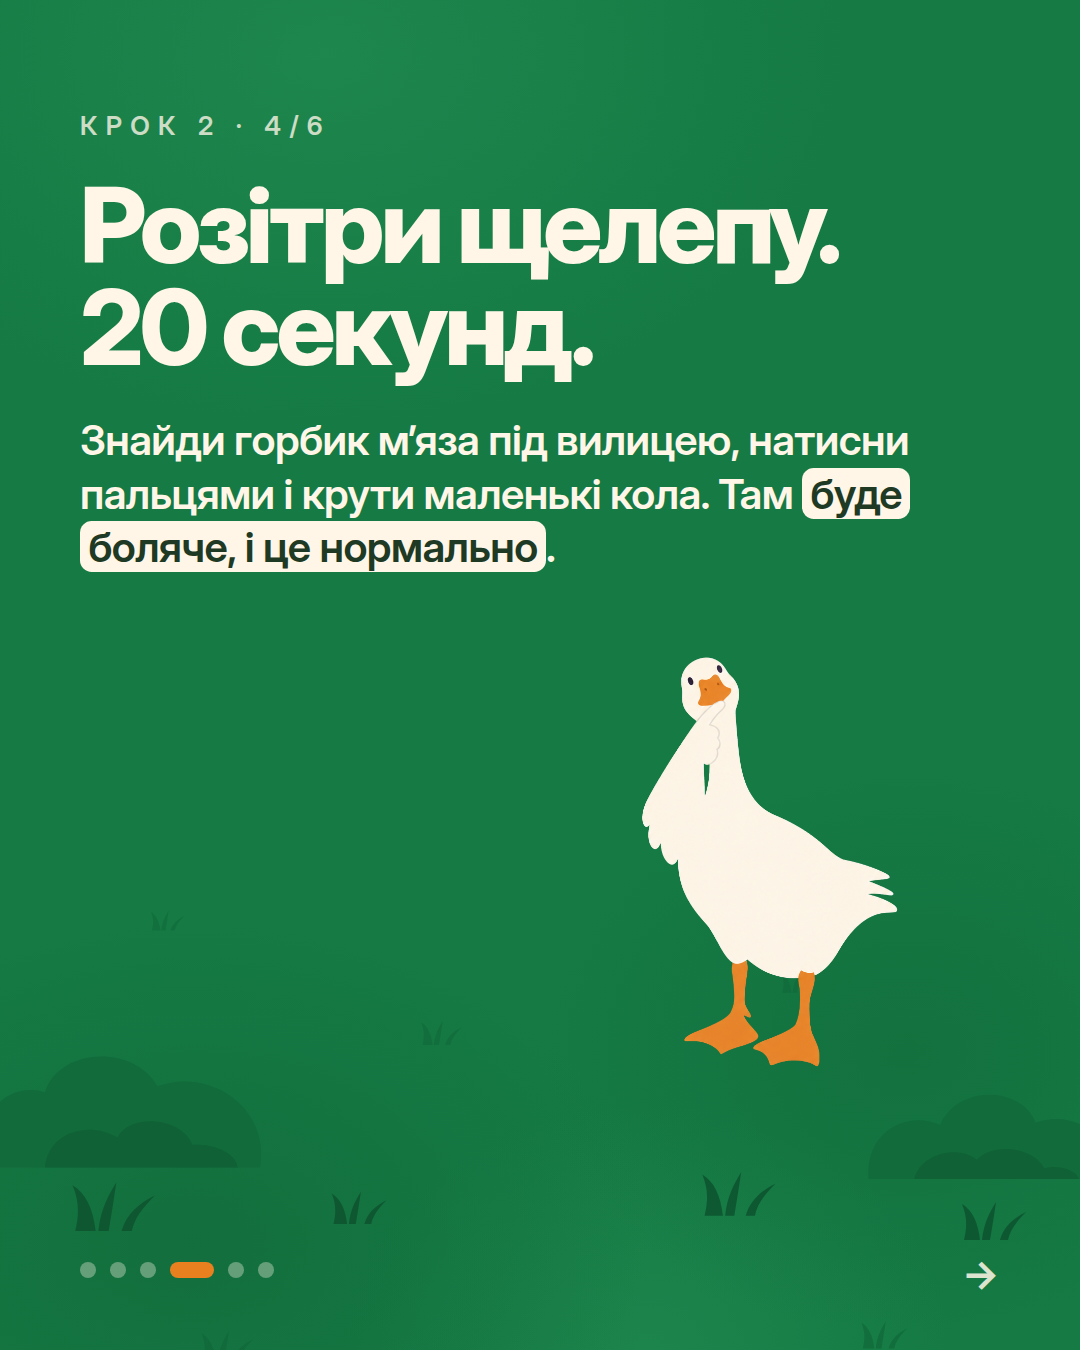 КРОК 2 · 4/6
Розітри щелепу.
20 секунд.
Знайди горбик м’яза під вилицею, натисни
пальцями і крути маленькі кола. Там буде
боляче, і це нормально.
→